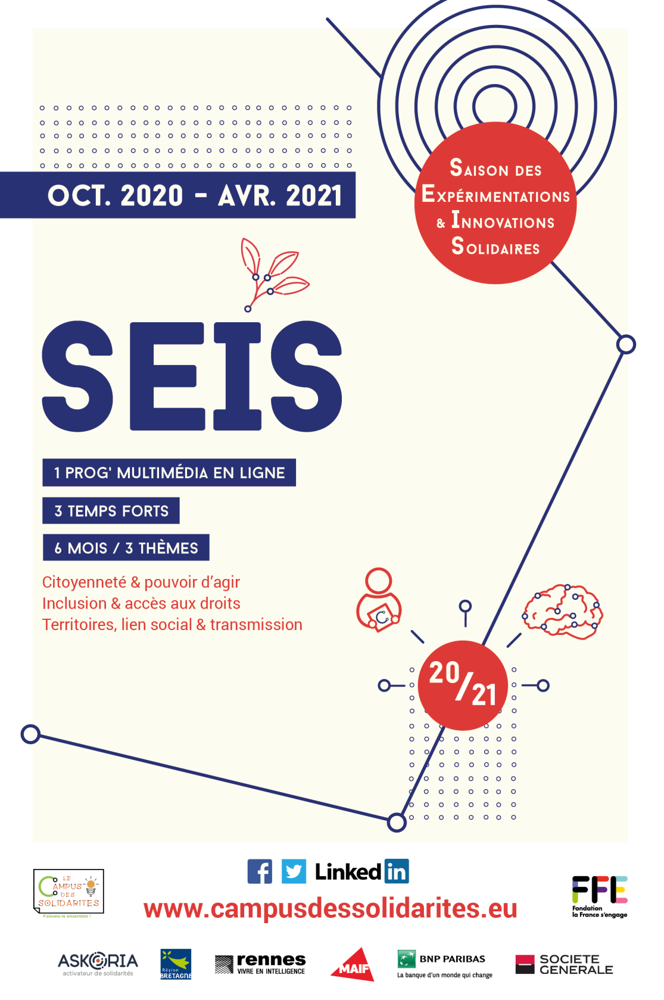 SAISON DES
EXPÉRIMENTATIONS
& INNOVATIONS
SOLIDAIRES
OCT. 2020 - AVR. 2021
SEIS
1 PROG' MULTIMÉDIA EN LIGNE
3 TEMPS FORTS
6 MOIS / 3 THÈMES
Citoyenneté & pouvoir d'agir
Inclusion & accès aux droits
Territoires, lien social & transmission
20/21
Linked in
LE
CAMPUS
DES
SOLIDARITES
Faisons-le ensemble !
www.campusdessolidarites.eu
FFE
Fondation
la France s'engage
ASKORIA
activateur de solidarités
Région
BRETAGNE
rennes
VIVRE EN INTELLIGENCE
MAIF
BNP PARIBAS
La banque d'un monde qui change
SOCIETE
GENERALE